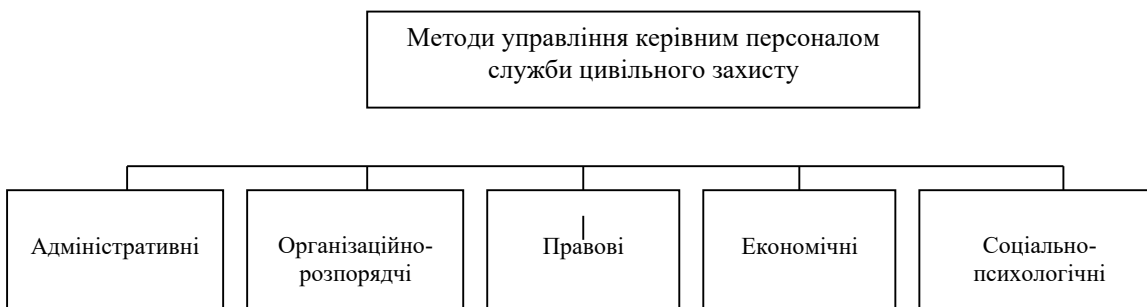 Методи управління керівним персоналом
служби цивільного захисту
Адміністративні
Організаційно-
розпорядчі
Правові
Економічні
Соціально-
психологічні